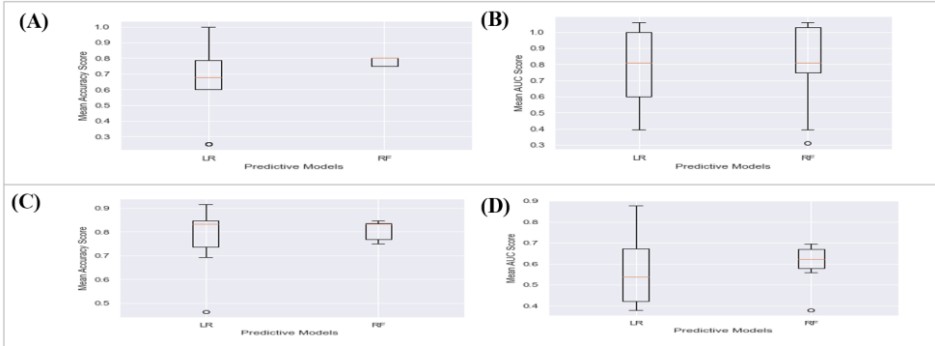 (A)
Mean Accuracy Score
1.0
0.9
0.8
0.7
0.6
0.5
0.4
0.3
LR
RF
Predictive Models
(B)
Mean AUC Score
1.0
0.9
0.8
0.7
0.6
0.5
0.4
0.3
LR
RF
Predictive Models
(C)
Mean Accuracy Score
0.9
0.8
0.7
0.6
0.5
LR
RF
Predictive Models
(D)
Mean AUC Score
0.9
0.8
0.7
0.6
0.5
0.4
LR
RF
Predictive Models